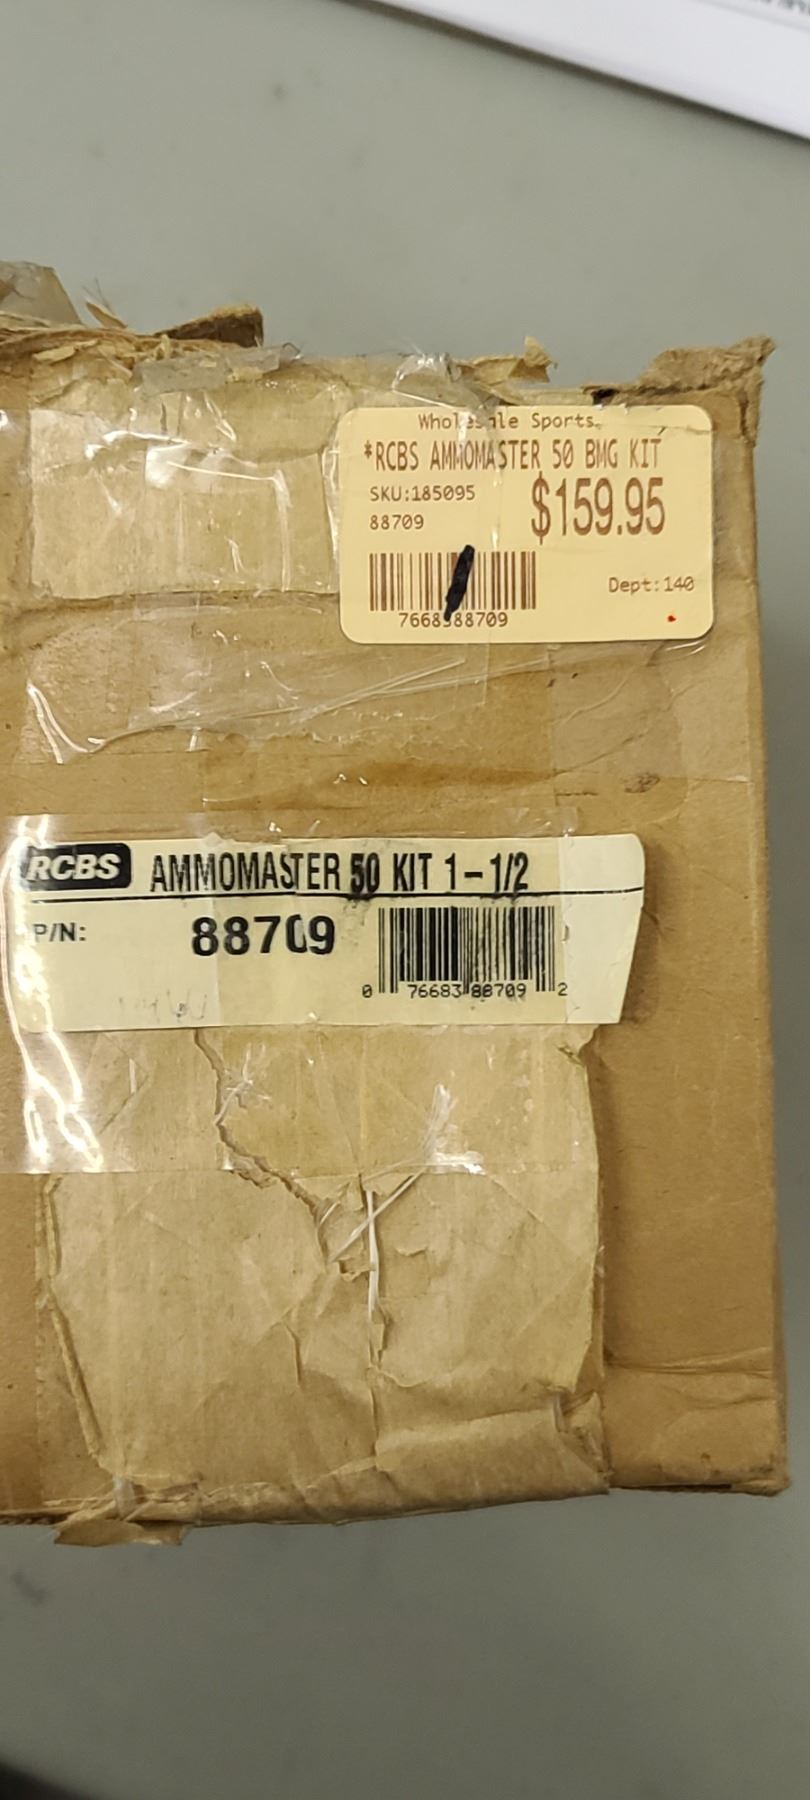 Wholesale Sports
*RCBS AMMOMASTER 50 BMG KIT
SKU:185095
$159.95
88709
Dept:140
7668388709
RCBS AMMOMASTER 50 KIT 1-1/2
P/N: 88709
0 76683 88709 2